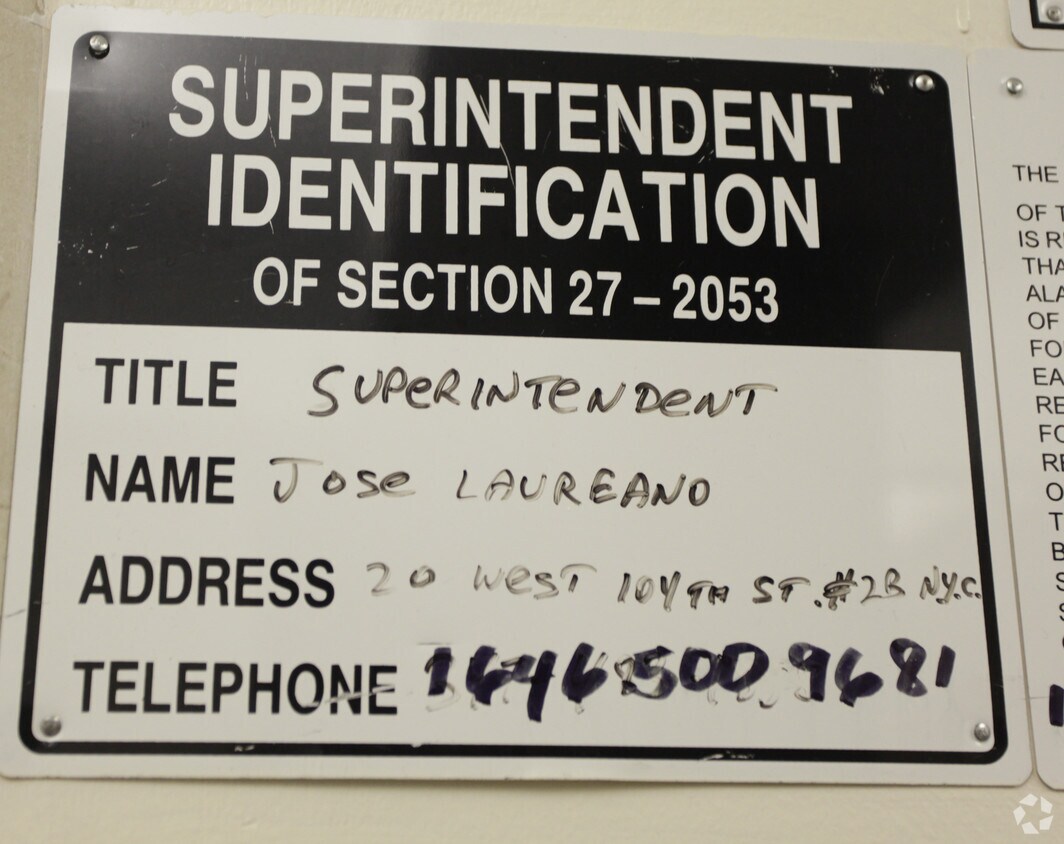 SUPERINTENDENT
IDENTIFICATION
OF SECTION 27 – 2053
TITLE SUPERINTENDENT
NAME JOSE LAUREANO
ADDRESS 20 WEST 104TH ST. #2B N.Y.C.
TELEPHONE 1646 500 9681
THE
OF
IS
OF